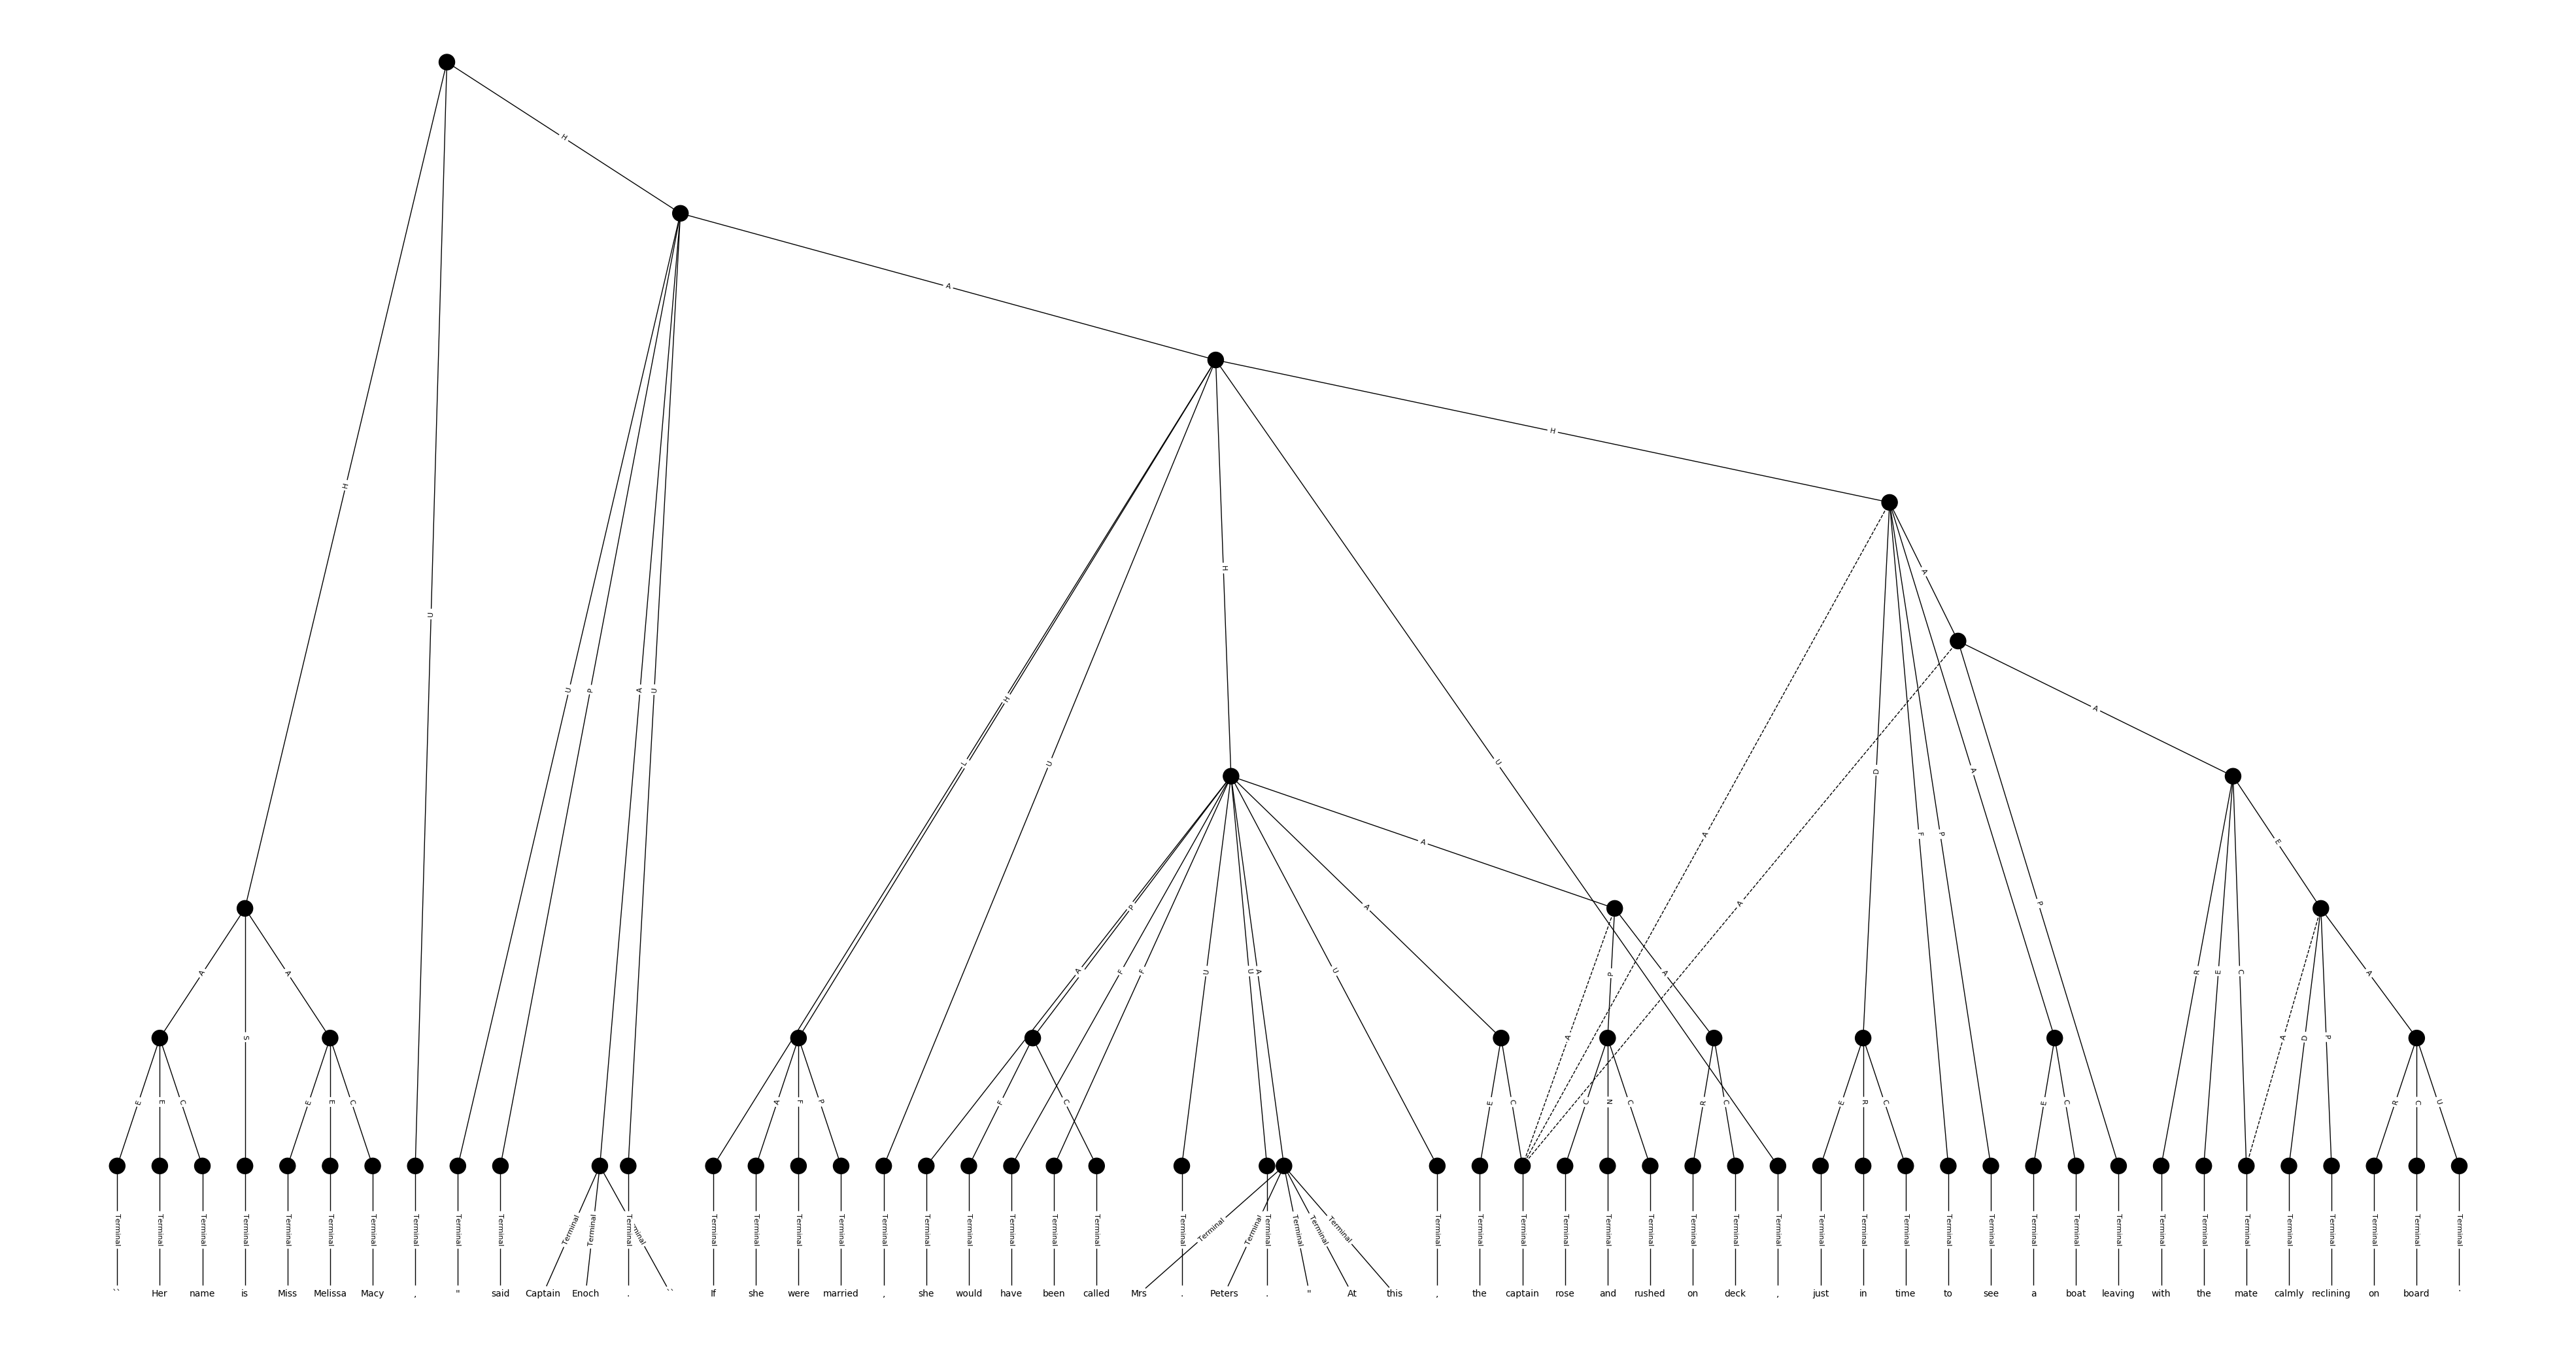 H
H
A
H
H
U
H
A
U
P
A
U
H
L
U
U
D
A
A
F
P
A
P
A
A
E
P
A
A
P
A
S
A
A
F
F
U
U
A
U
P
A
R
E
C
A
A
D
P
E
E
C
E
E
C
A
F
P
F
C
E
C
C
N
C
R
C
E
R
C
E
C
R
C
U
Terminal Terminal Terminal Terminal Terminal Terminal Terminal Terminal Terminal Terminal Terminal Terminal Terminal Terminal Terminal Terminal Terminal Terminal Terminal Terminal Terminal Terminal Terminal Terminal Terminal Terminal Terminal Terminal Terminal Terminal Terminal Terminal Terminal Terminal Terminal Terminal Terminal Terminal Terminal Terminal Terminal Terminal Terminal Terminal Terminal Terminal Terminal Terminal Terminal Terminal Terminal Terminal Terminal Terminal Terminal Terminal
`` Her name is Miss Melissa Macy , " said Captain Enoch . `` If she were married , she would have been called Mrs . Peters . " At this , the captain rose and rushed on deck , just in time to see a boat leaving with the mate calmly reclining on board .